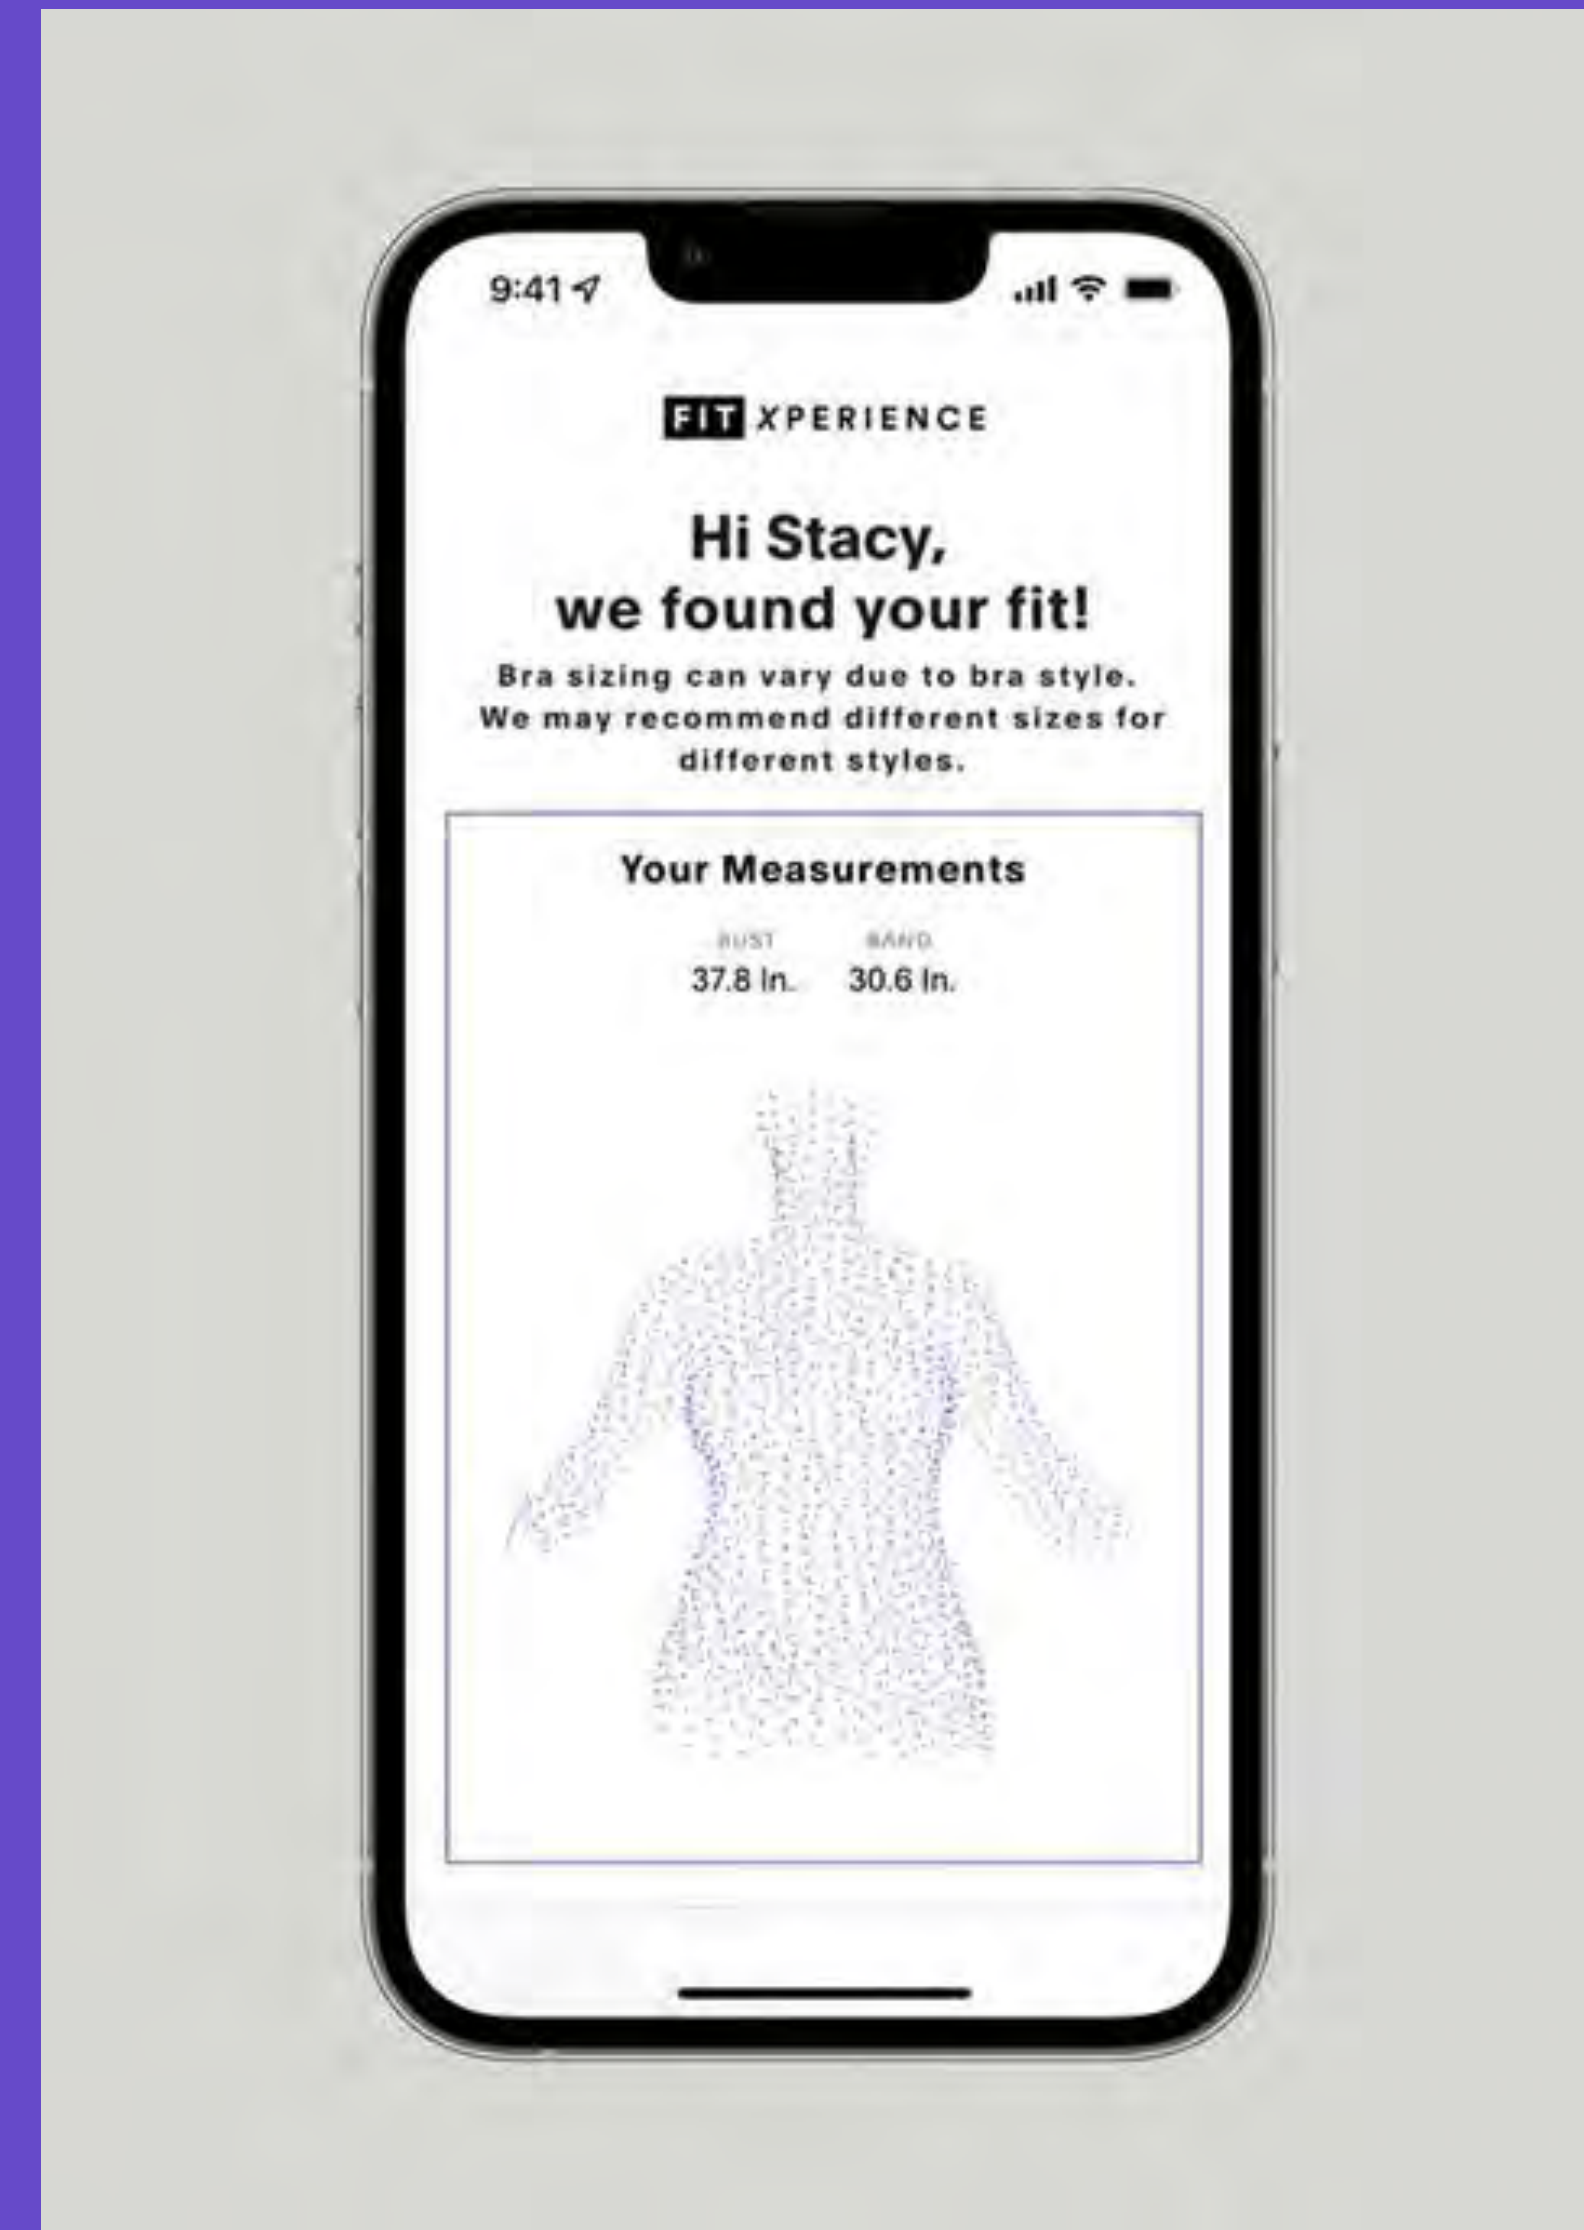 9:41
FIT XPERIENCE
Hi Stacy,
we found your fit!
Bra sizing can vary due to bra style.
We may recommend different sizes for
different styles.
Your Measurements
BUST BAND
37.8 In. 30.6 In.